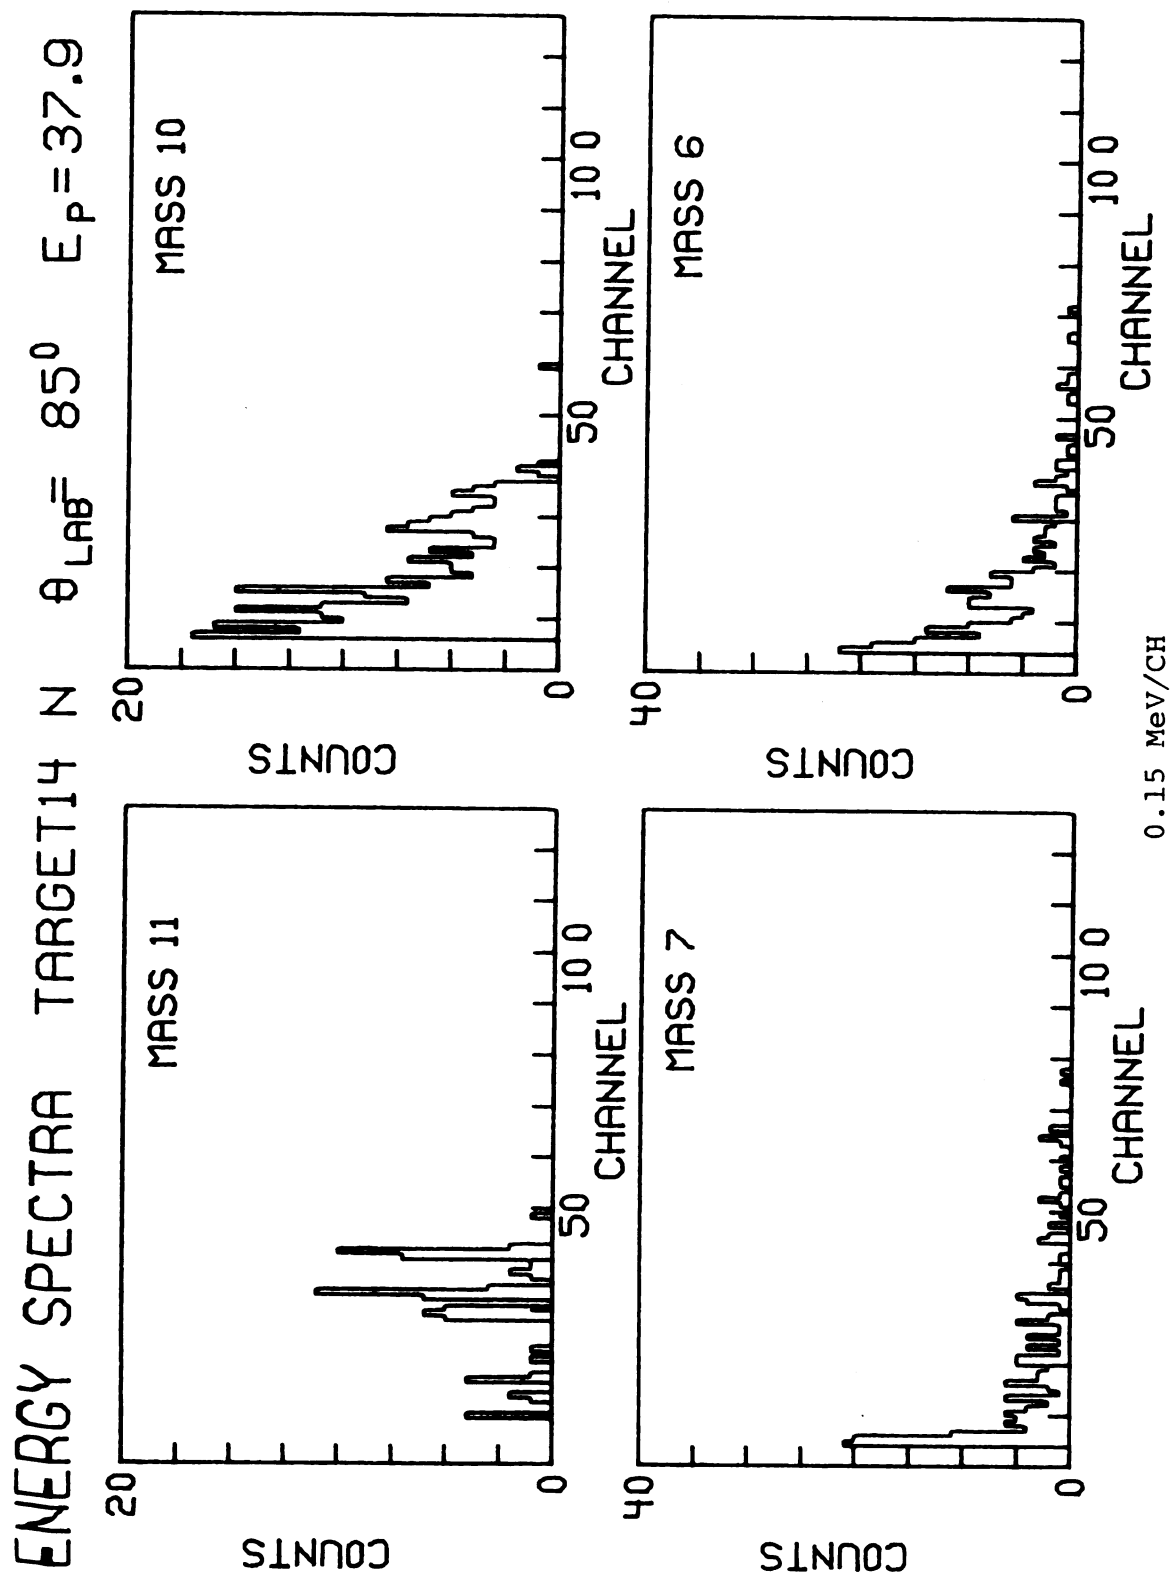 ENERGY SPECTRA TARGET14 N θLAB= 85⁰ EP=37.9
MASS 11
20
0
COUNTS
50
100
CHANNEL
MASS 10
20
0
COUNTS
50
100
CHANNEL
MASS 7
40
0
COUNTS
50
100
CHANNEL
MASS 6
40
0
COUNTS
50
100
CHANNEL
0.15 MeV/CH